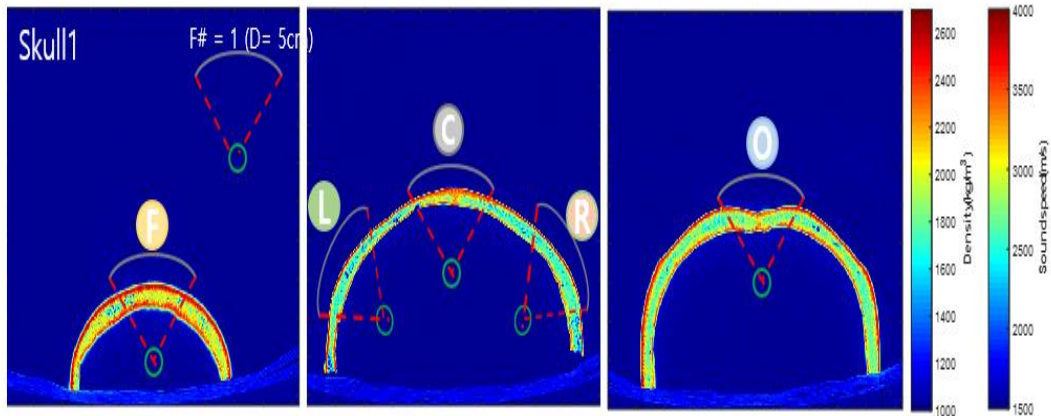 Skull1
F# = 1 (D= 5cm)
F
L
C
R
O
2600
2400
2200
2000
1800
1600
1400
1200
1000
Density(kg/m³)
4000
3500
3000
2500
2000
1500
Soundspeed(m/s)